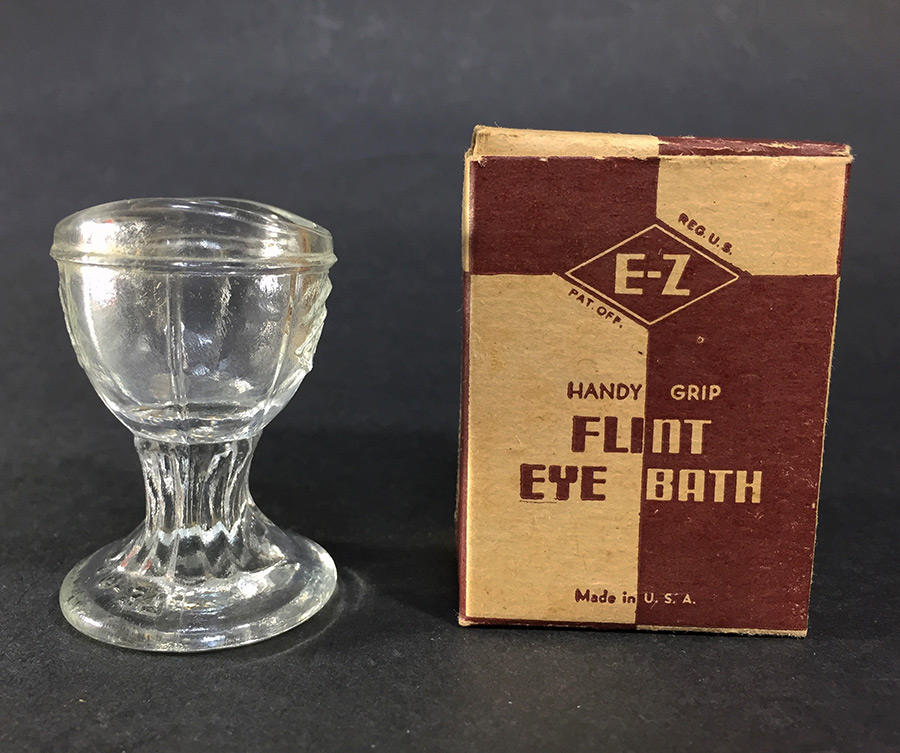 REG. U.S.
E-Z
PAT. OFF.
HANDY GRIP
FLINT
EYE BATH
Made in U. S. A.